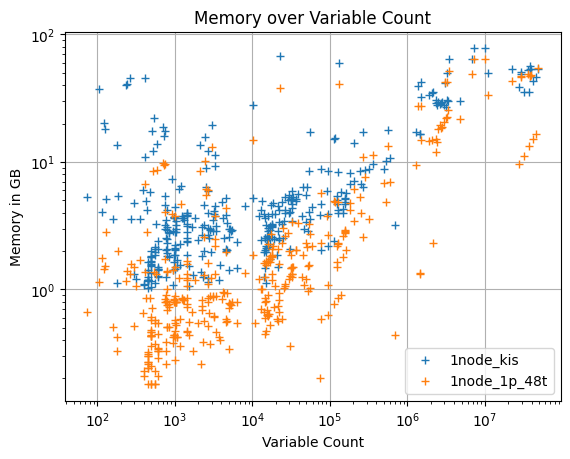 Memory over Variable Count
Memory in GB
10²
10¹
10⁰
10² 10³ 10⁴ 10⁵ 10⁶ 10⁷
Variable Count
1node_kis
1node_1p_48t